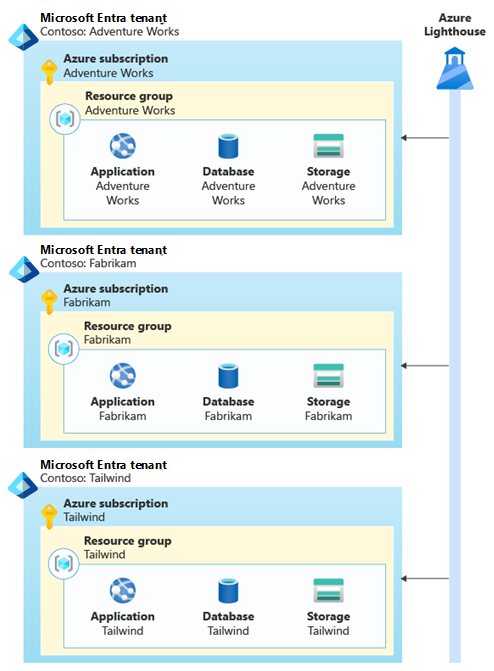 Microsoft Entra tenant
Contoso: Adventure Works
Azure
Lighthouse
Azure subscription
Adventure Works
Resource group
Adventure Works
Application
Adventure
Works
Database
Adventure
Works
Storage
Adventure
Works
Microsoft Entra tenant
Contoso: Fabrikam
Azure subscription
Fabrikam
Resource group
Fabrikam
Application
Fabrikam
Database
Fabrikam
Storage
Fabrikam
Microsoft Entra tenant
Contoso: Tailwind
Azure subscription
Tailwind
Resource group
Tailwind
Application
Tailwind
Database
Tailwind
Storage
Tailwind